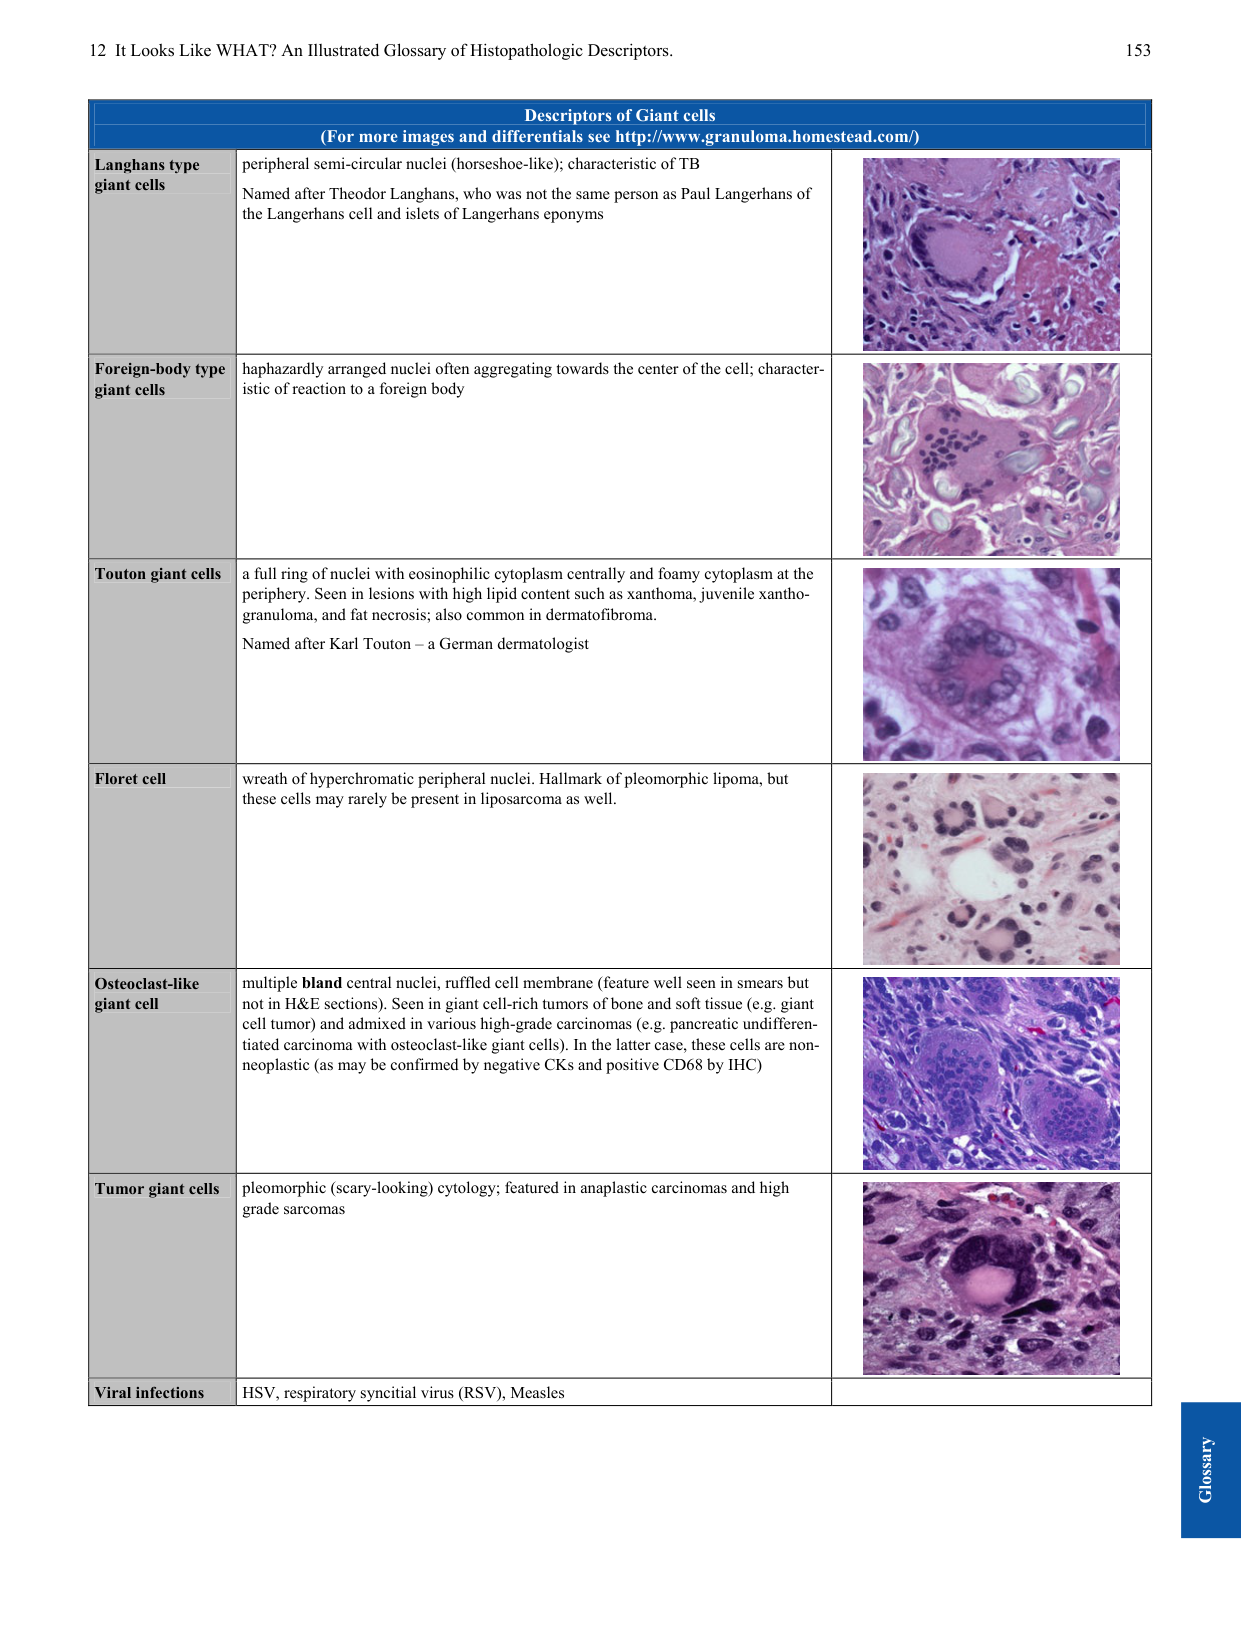 12 It Looks Like WHAT? An Illustrated Glossary of Histopathologic Descriptors.
153
Descriptors of Giant cells
(For more images and differentials see http://www.granuloma.homestead.com/)
Langhans type
giant cells
peripheral semi-circular nuclei (horseshoe-like); characteristic of TB
Named after Theodor Langhans, who was not the same person as Paul Langerhans of
the Langerhans cell and islets of Langerhans eponyms
Foreign-body type
giant cells
haphazardly arranged nuclei often aggregating towards the center of the cell; character-
istic of reaction to a foreign body
Touton giant cells
a full ring of nuclei with eosinophilic cytoplasm centrally and foamy cytoplasm at the
periphery. Seen in lesions with high lipid content such as xanthoma, juvenile xantho-
granuloma, and fat necrosis; also common in dermatofibroma.
Named after Karl Touton – a German dermatologist
Floret cell
wreath of hyperchromatic peripheral nuclei. Hallmark of pleomorphic lipoma, but
these cells may rarely be present in liposarcoma as well.
Osteoclast-like
giant cell
multiple bland central nuclei, ruffled cell membrane (feature well seen in smears but
not in H&E sections). Seen in giant cell-rich tumors of bone and soft tissue (e.g. giant
cell tumor) and admixed in various high-grade carcinomas (e.g. pancreatic undifferen-
tiated carcinoma with osteoclast-like giant cells). In the latter case, these cells are non-
neoplastic (as may be confirmed by negative CKs and positive CD68 by IHC)
Tumor giant cells
pleomorphic (scary-looking) cytology; featured in anaplastic carcinomas and high
grade sarcomas
Viral infections
HSV, respiratory syncitial virus (RSV), Measles
Glossary